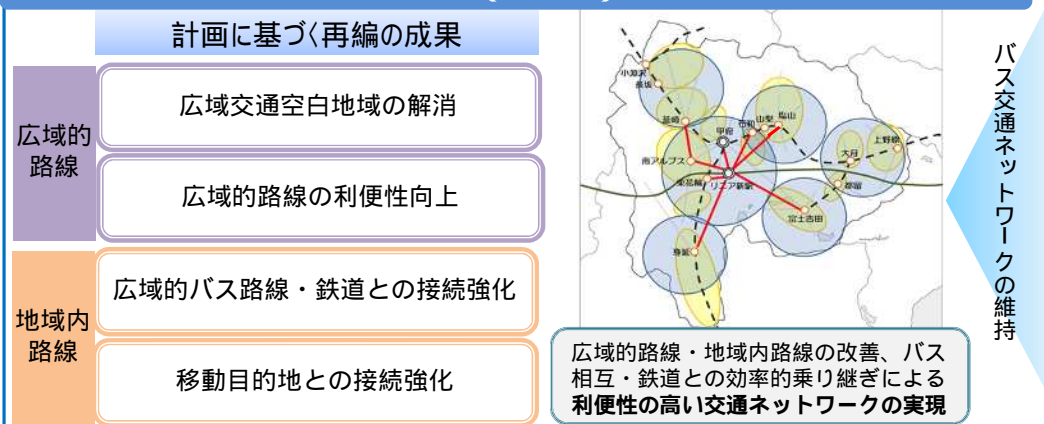 計画に基づく再編の成果
広域的
路線
広域交通空白地域の解消
広域的路線の利便性向上
地域内
路線
広域的バス路線・鉄道との接続強化
移動目的地との接続強化
小淵沢
長坂
韮崎
甲府
石和
山梨
塩山
大月
上野原
都留
南アルプス
東花輪
リニア新駅
富士吉田
身延
広域的路線・地域内路線の改善、バス
相互・鉄道との効率的乗り継ぎによる
利便性の高い交通ネットワークの実現
バス交通ネットワークの維持